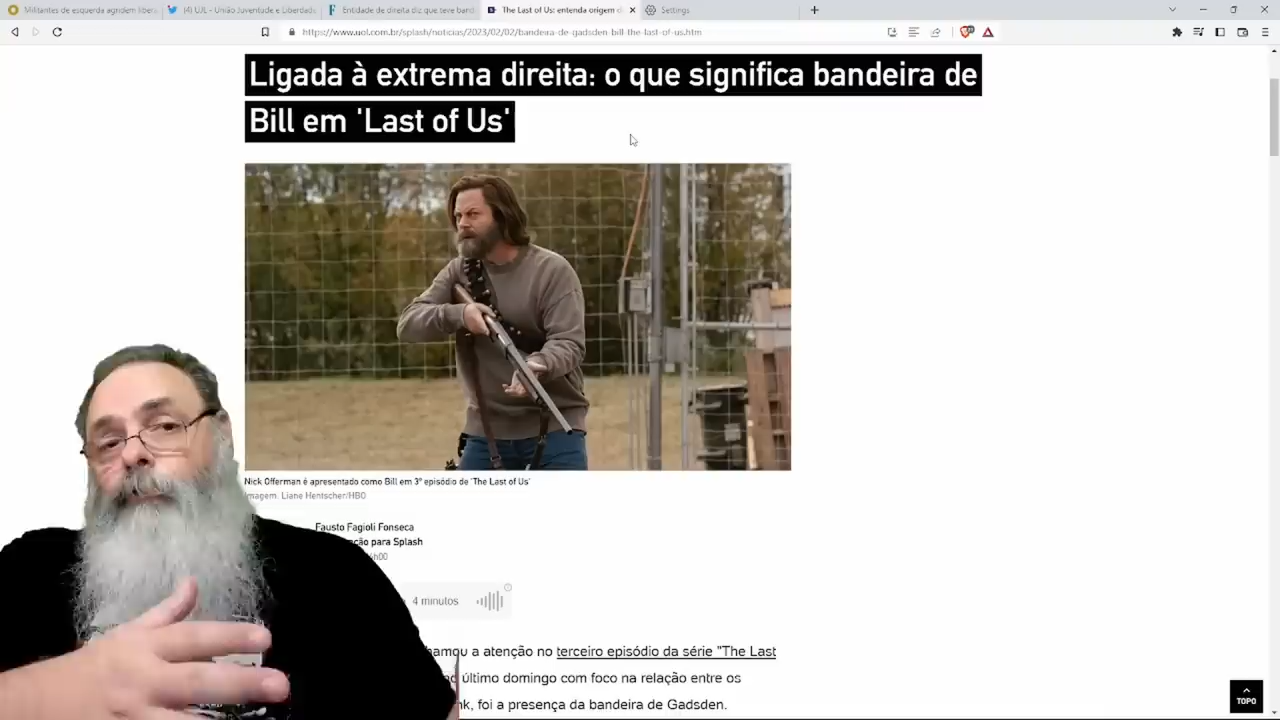 Militantes de esquerda agridem libera
(4) UJL - União Juventude e Liberdade
Entidade de direita diz que teve band
The Last of Us: entenda origem d
Settings
https://www.uol.com.br/splash/noticias/2023/02/02/bandeira-de-gadsden-bill-the-last-of-us.htm
Ligada à extrema direita: o que significa bandeira de
Bill em 'Last of Us'
Nick Offerman é apresentado como Bill em 3º episódio de 'The Last of Us'
Imagem: Liane Hentscher/HBO
Fausto Fagioli Fonseca
ção para Splash
h00
4 minutos
hamou a atenção no terceiro episódio da série "The Last
último domingo com foco na relação entre os
nk, foi a presença da bandeira de Gadsden.
TOPO